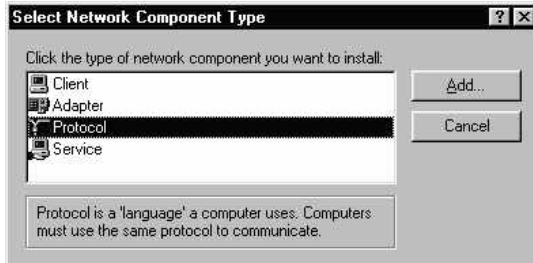 Select Network Component Type
Click the type of network component you want to install:
Client
Adapter
Protocol
Service
Add...
Cancel
Protocol is a 'language' a computer uses. Computers
must use the same protocol to communicate.